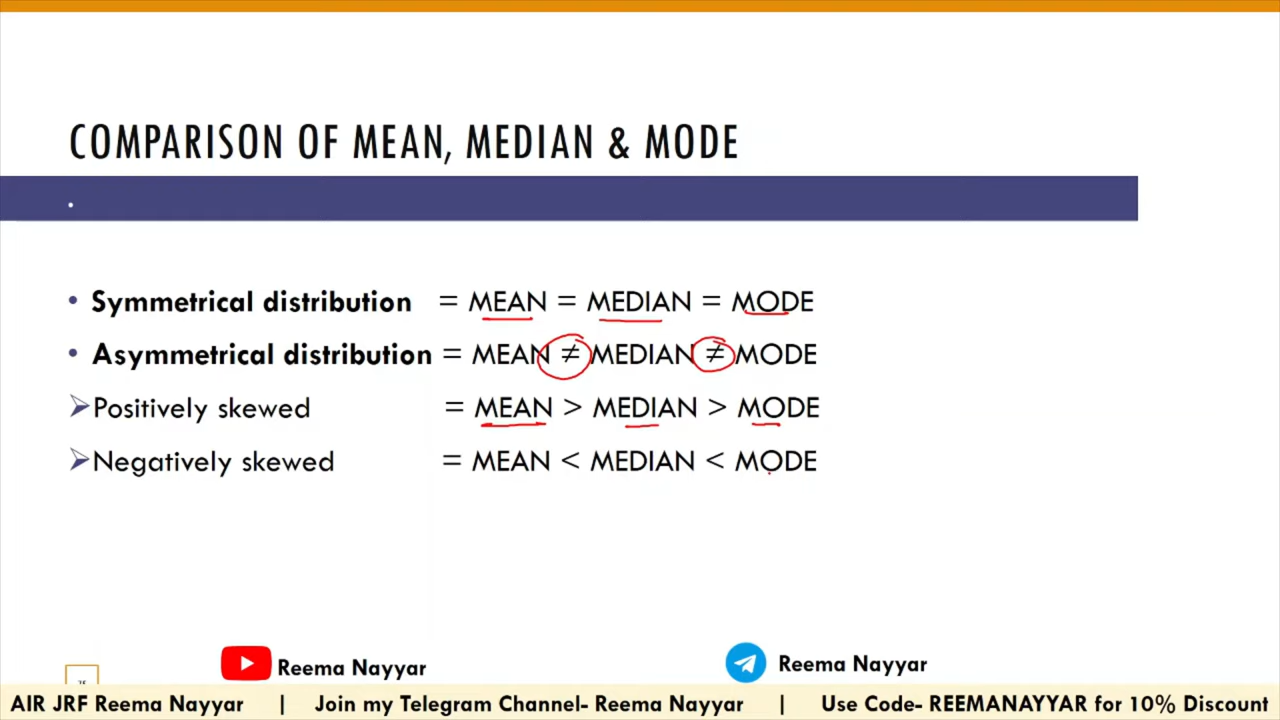 COMPARISON OF MEAN, MEDIAN & MODE
• Symmetrical distribution = MEAN = MEDIAN = MODE
• Asymmetrical distribution = MEAN ≠ MEDIAN ≠ MODE
➢Positively skewed = MEAN > MEDIAN > MODE
➢Negatively skewed = MEAN < MEDIAN < MODE
Reema Nayyar
Reema Nayyar
AIR JRF Reema Nayyar | Join my Telegram Channel- Reema Nayyar | Use Code- REEMANAYYAR for 10% Discount